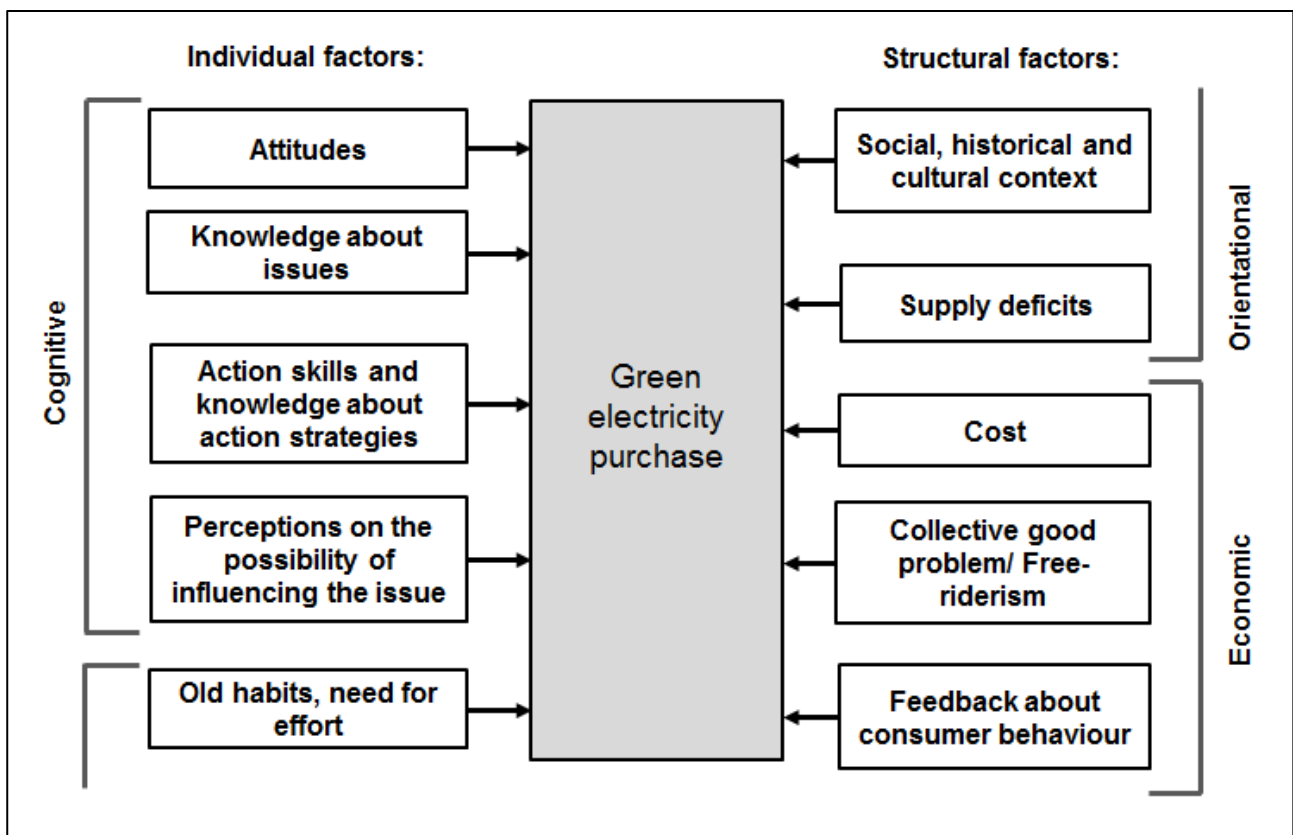 Individual factors:
Structural factors:
Cognitive
Attitudes
Knowledge about
issues
Action skills and
knowledge about
action strategies
Perceptions on the
possibility of
influencing the issue
Old habits, need for
effort
Green
electricity
purchase
Social, historical and
cultural context
Supply deficits
Cost
Collective good
problem/ Free-
riderism
Feedback about
consumer behaviour
Orientational
Economic